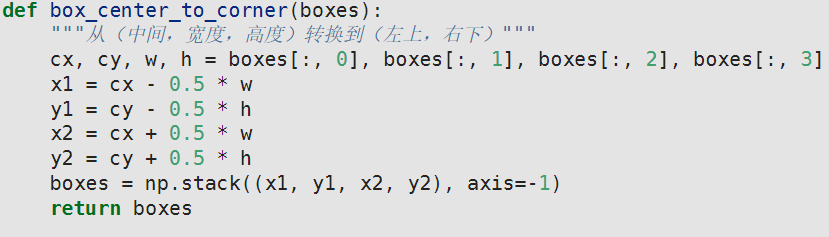 def box_center_to_corner(boxes):
    """从（中间，宽度，高度）转换到（左上，右下）"""
    cx, cy, w, h = boxes[:, 0], boxes[:, 1], boxes[:, 2], boxes[:, 3]
    x1 = cx - 0.5 * w
    y1 = cy - 0.5 * h
    x2 = cx + 0.5 * w
    y2 = cy + 0.5 * h
    boxes = np.stack((x1, y1, x2, y2), axis=-1)
    return boxes